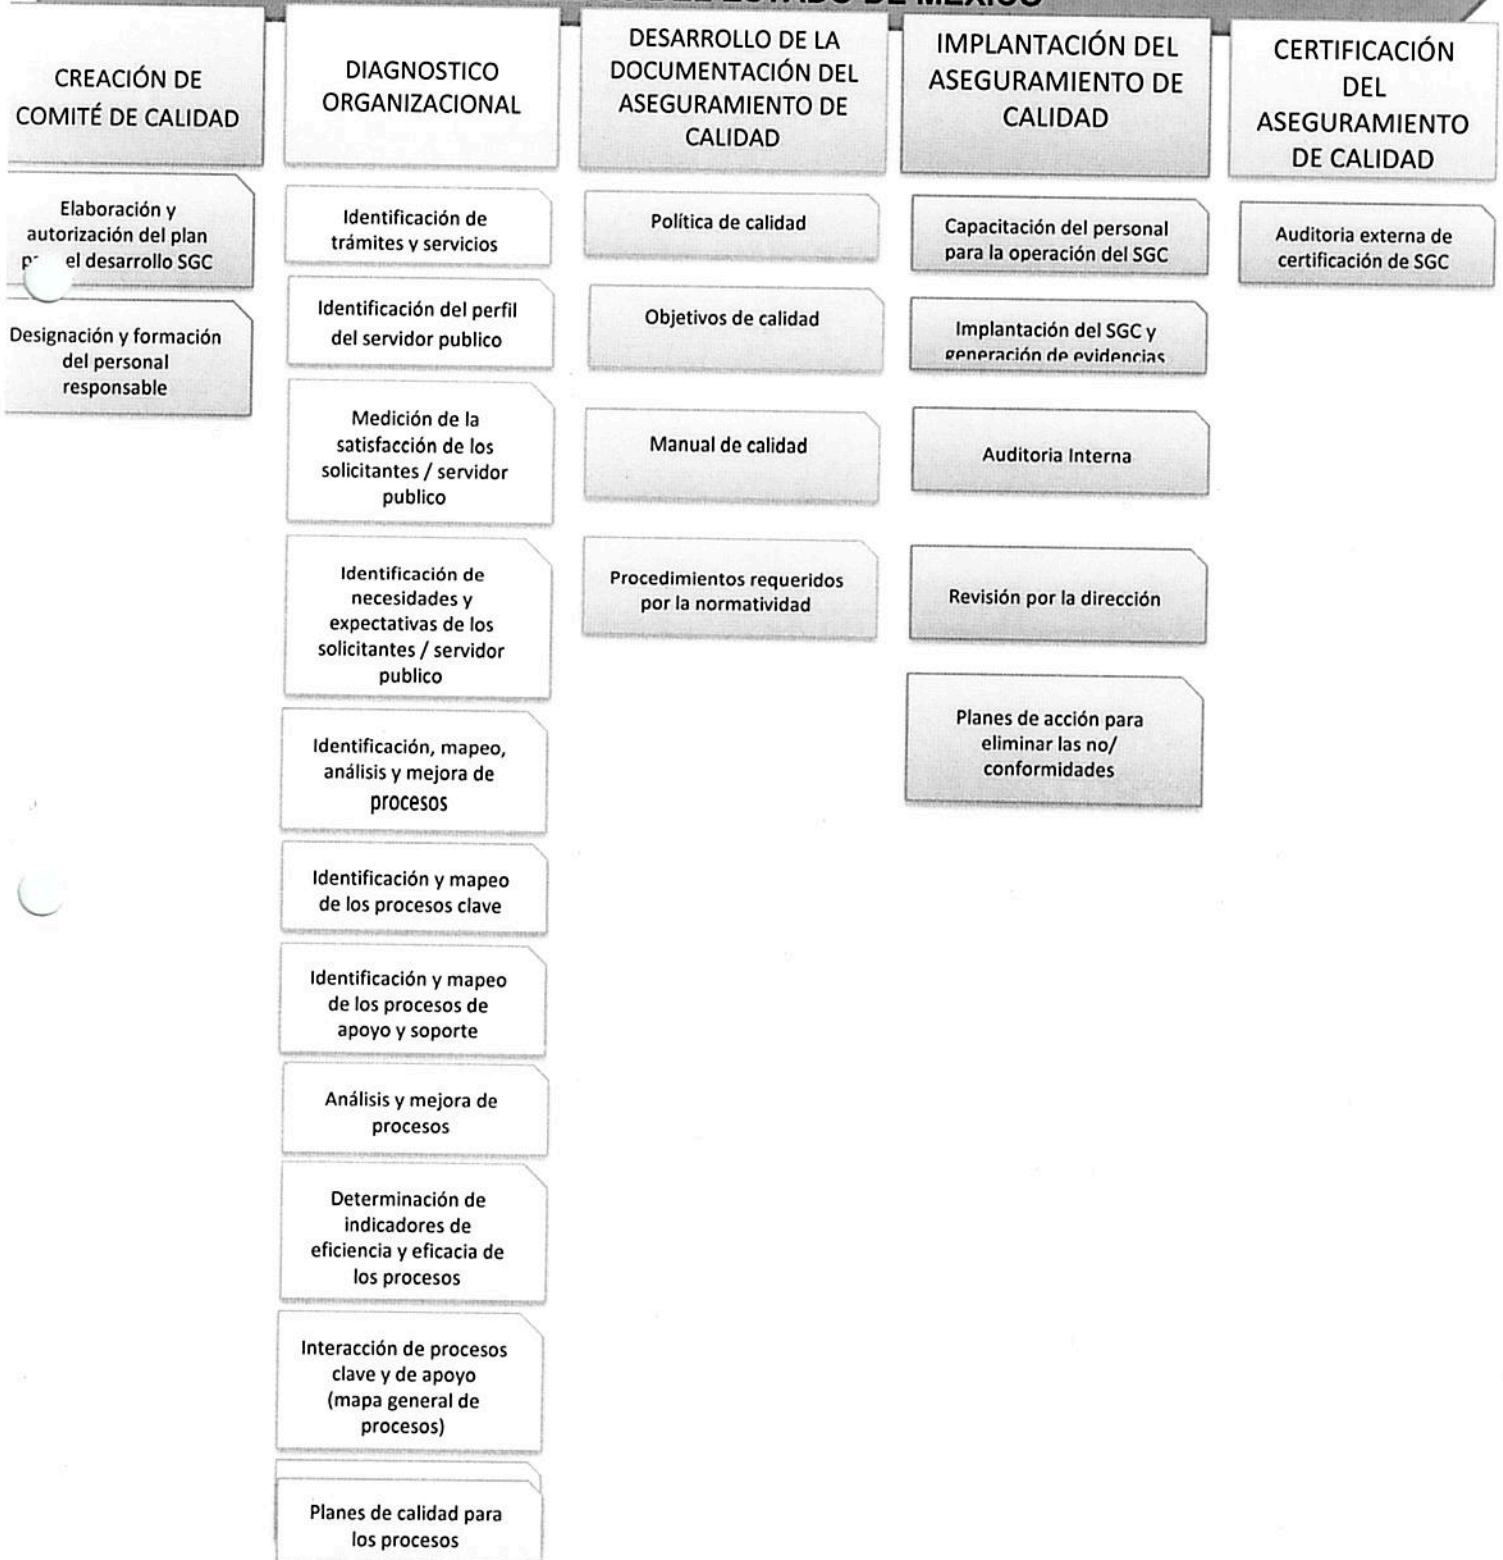 DEL ESTADO DE MÉXICO
CREACIÓN DE
COMITÉ DE CALIDAD
Elaboración y
autorización del plan
el desarrollo SGC
Designación y formación
del personal
responsable
DIAGNOSTICO
ORGANIZACIONAL
Identificación de
trámites y servicios
Identificación del perfil
del servidor publico
Medición de la
satisfacción de los
solicitantes / servidor
publico
Identificación de
necesidades y
expectativas de los
solicitantes / servidor
publico
Identificación, mapeo,
análisis y mejora de
procesos
Identificación y mapeo
de los procesos clave
Identificación y mapeo
de los procesos de
apoyo y soporte
Análisis y mejora de
procesos
Determinación de
indicadores de
eficiencia y eficacia de
los procesos
Interacción de procesos
clave y de apoyo
(mapa general de
procesos)
Planes de calidad para
los procesos
DESARROLLO DE LA
DOCUMENTACIÓN DEL
ASEGURAMIENTO DE
CALIDAD
Política de calidad
Objetivos de calidad
Manual de calidad
Procedimientos requeridos
por la normatividad
IMPLANTACIÓN DEL
ASEGURAMIENTO DE
CALIDAD
Capacitación del personal
para la operación del SGC
Implantación del SGC y
generación de evidencias
Auditoria Interna
Revisión por la dirección
Planes de acción para
eliminar las no/
conformidades
CERTIFICACIÓN
DEL
ASEGURAMIENTO
DE CALIDAD
Auditoria externa de
certificación de SGC